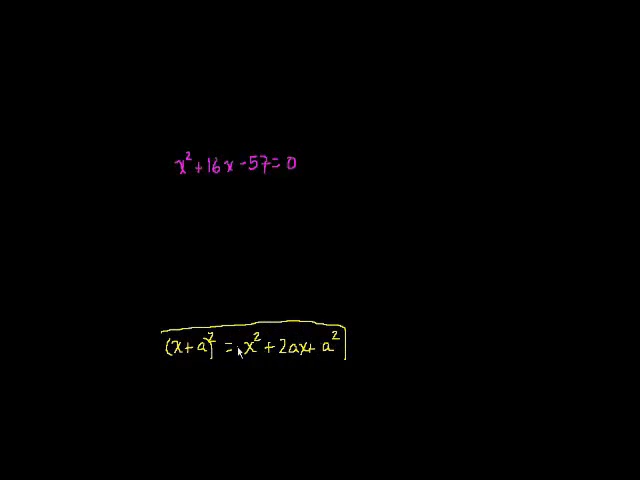 x² + 16x - 57 = 0
(x + a)² = x² + 2ax + a²